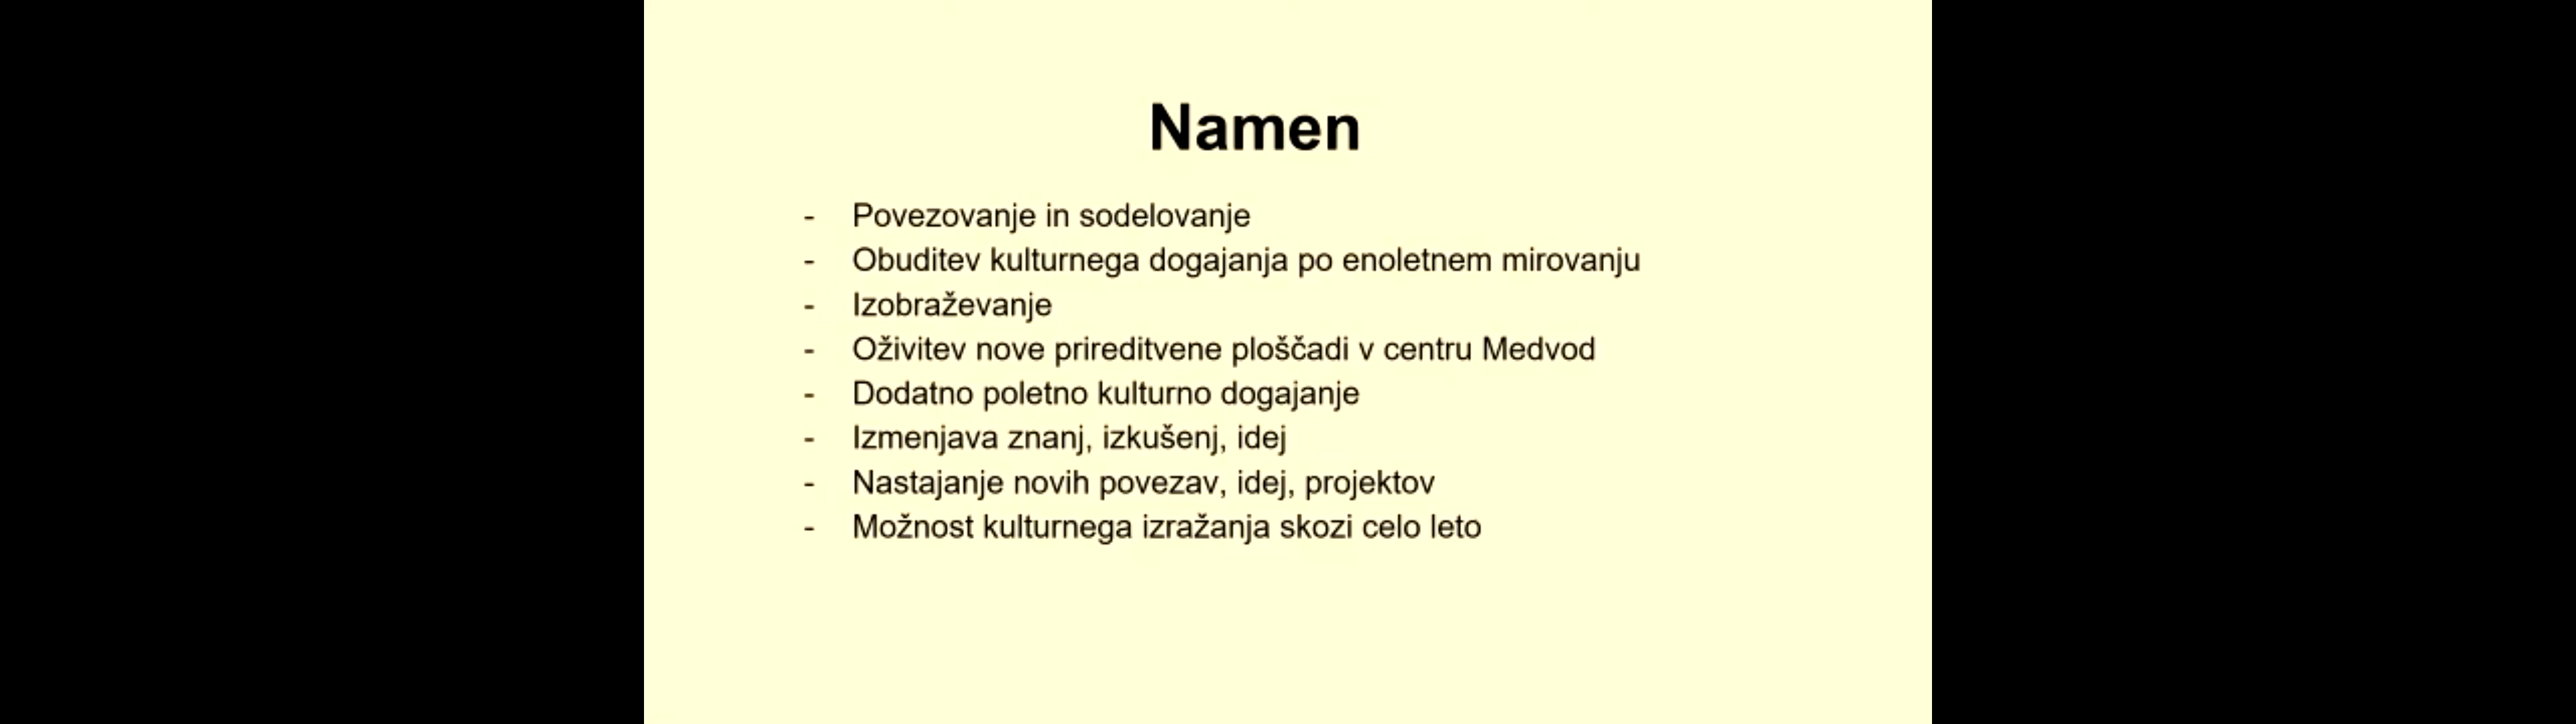 Namen
- Povezovanje in sodelovanje
- Obuditev kulturnega dogajanja po enoletnem mirovanju
- Izobraževanje
- Oživitev nove prireditvene ploščadi v centru Medvod
- Dodatno poletno kulturno dogajanje
- Izmenjava znanj, izkušenj, idej
- Nastajanje novih povezav, idej, projektov
- Možnost kulturnega izražanja skozi celo leto